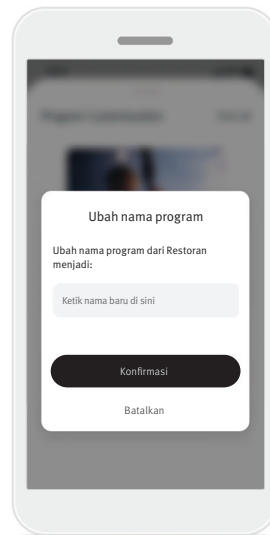 Ubah nama program
Ubah nama program dari Restoran
menjadi:
Ketik nama baru di sini
Konfirmasi
Batalkan